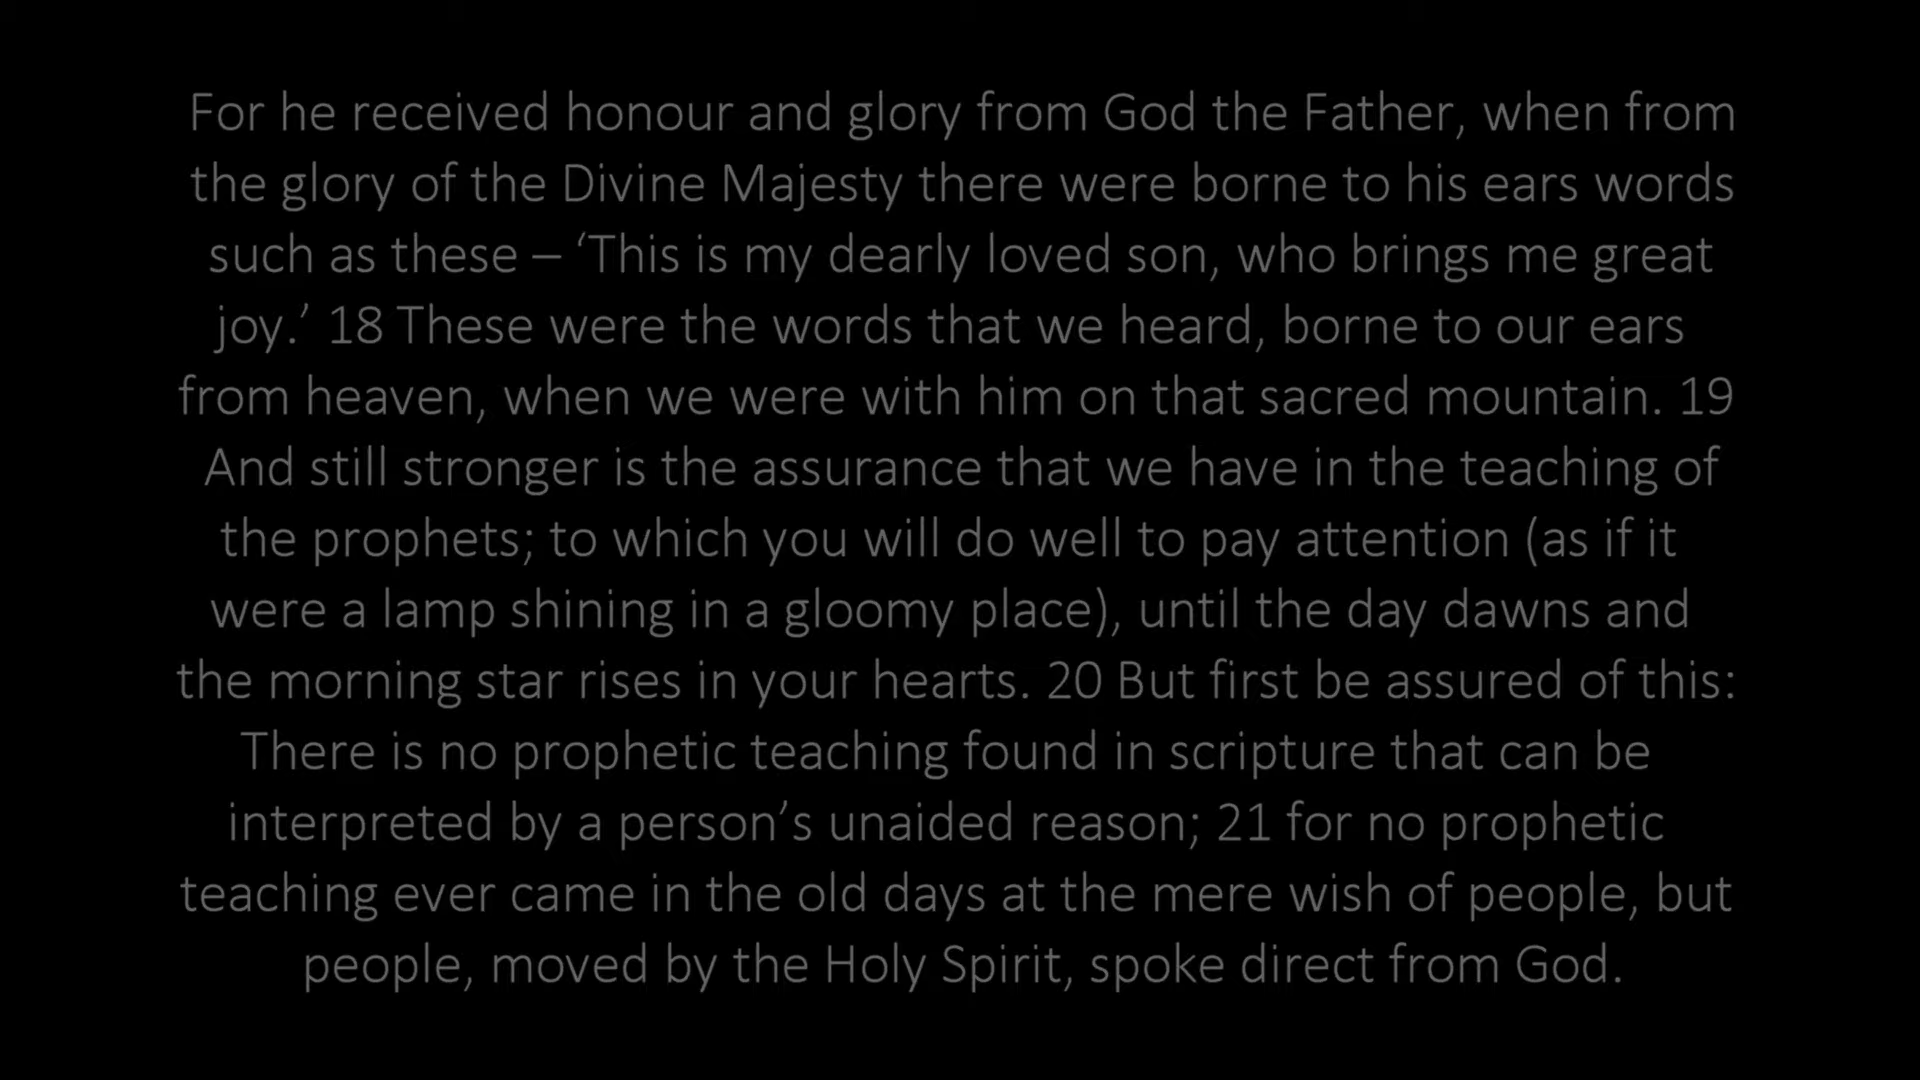 For he received honour and glory from God the Father, when from
the glory of the Divine Majesty there were borne to his ears words
such as these – ‘This is my dearly loved son, who brings me great
joy.’ 18 These were the words that we heard, borne to our ears
from heaven, when we were with him on that sacred mountain. 19
And still stronger is the assurance that we have in the teaching of
the prophets; to which you will do well to pay attention (as if it
were a lamp shining in a gloomy place), until the day dawns and
the morning star rises in your hearts. 20 But first be assured of this:
There is no prophetic teaching found in scripture that can be
interpreted by a person’s unaided reason; 21 for no prophetic
teaching ever came in the old days at the mere wish of people, but
people, moved by the Holy Spirit, spoke direct from God.